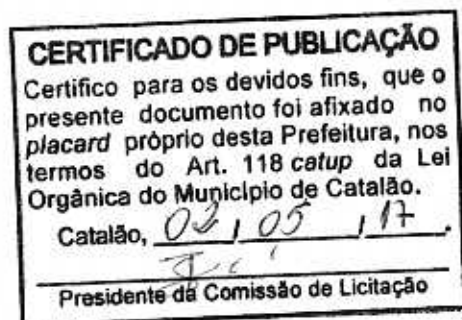 CERTIFICADO DE PUBLICAÇÃO
Certifico para os devidos fins, que o
presente documento foi afixado no
placard próprio desta Prefeitura, nos
termos do Art. 118 catup da Lei
Orgânica do Município de Catalão.
Catalão, 02 / 05 / 17.
Presidente da Comissão de Licitação